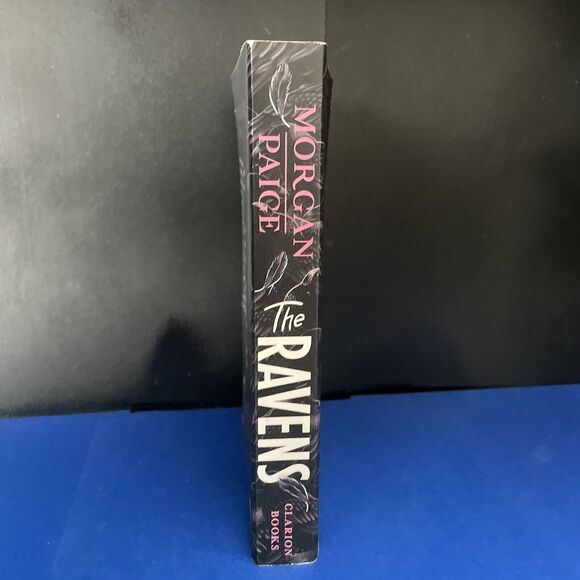 MORGAN
PAIGE
The
RAVENS
CLARION
BOOKS